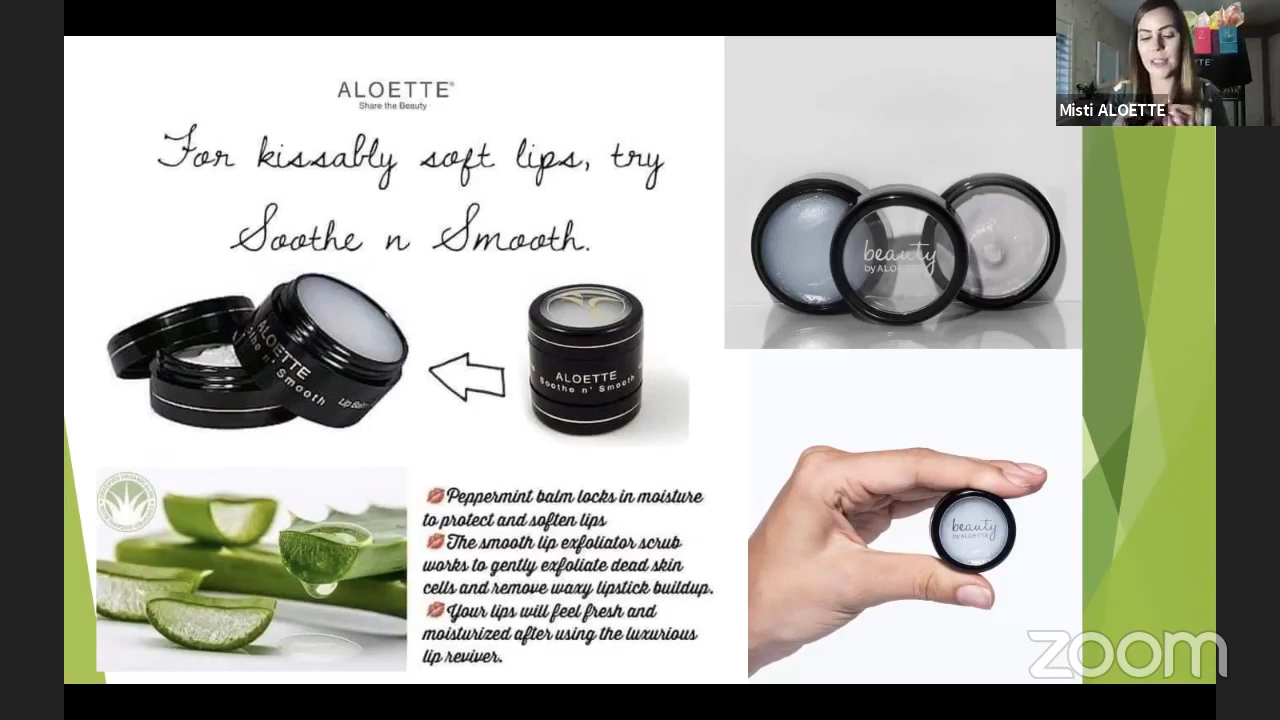 ALOETTE®
Share the Beauty
For kissably soft lips, try
Soothe n Smooth.
ALOETTE
Soothe n' Smooth
Lip Balm
ALOETTE
Soothe n' Smooth
💋Peppermint balm locks in moisture
to protect and soften lips
💋The smooth lip exfoliator scrub
works to gently exfoliate dead skin
cells and remove waxy lipstick buildup.
💋Your lips will feel fresh and
moisturized after using the luxurious
lip reviver.
beauty
by ALOETTE
beauty
BY ALOETTE
Misti ALOETTE
zoom